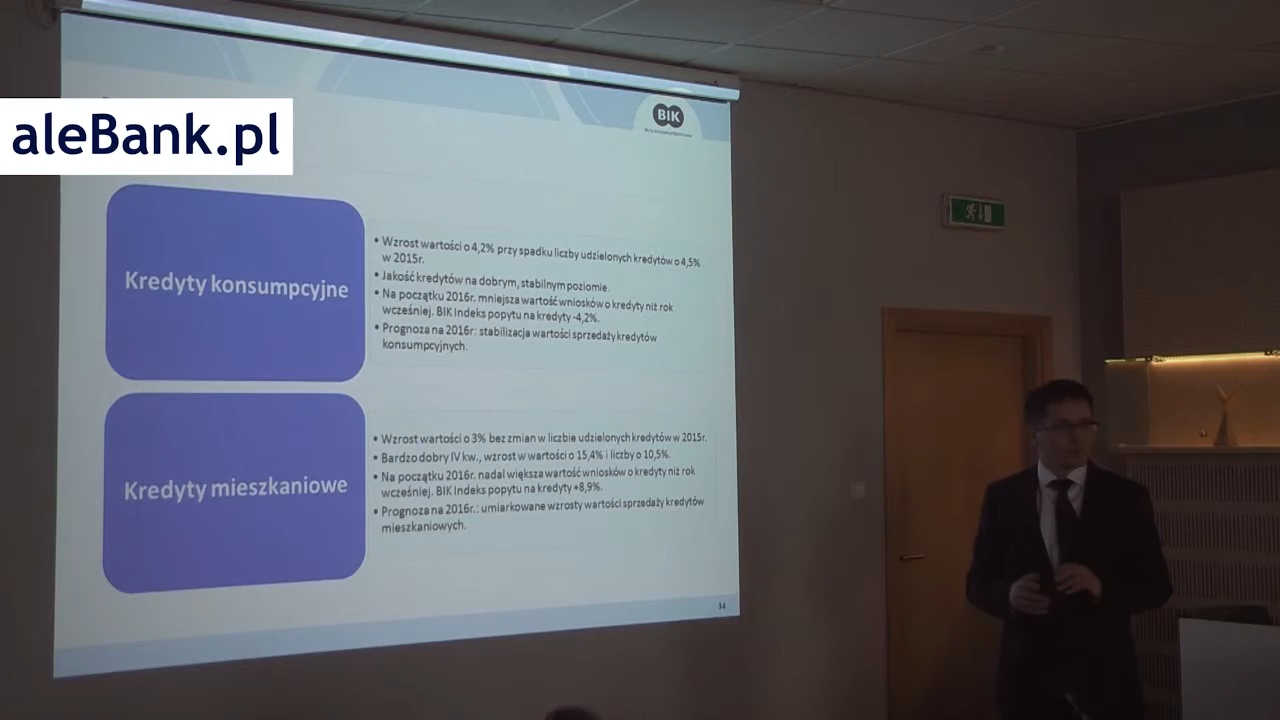 aleBank.pl
BIK
Kredyty konsumpcyjne
• Wzrost wartości o 4,2% przy spadku liczby udzielonych kredytów o 4,5%
w 2015r.
• Jakość kredytów na dobrym, stabilnym poziomie.
• Na początku 2016r. mniejsza wartość wniosków o kredyty niż rok
wcześniej. BIK Indeks popytu na kredyty -4,2%.
• Prognoza na 2016r: stabilizacja wartości sprzedaży kredytów
konsumpcyjnych.
Kredyty mieszkaniowe
• Wzrost wartości o 3% bez zmian w liczbie udzielonych kredytów w 2015r.
• Bardzo dobry IV kw., wzrost w wartości o 15,4% i liczby o 10,5%.
• Na początku 2016r. nadal większa wartość wniosków o kredyty niż rok
wcześniej. BIK Indeks popytu na kredyty +8,9%.
• Prognoza na 2016r.: umiarkowane wzrosty wartości sprzedaży kredytów
mieszkaniowych.
34